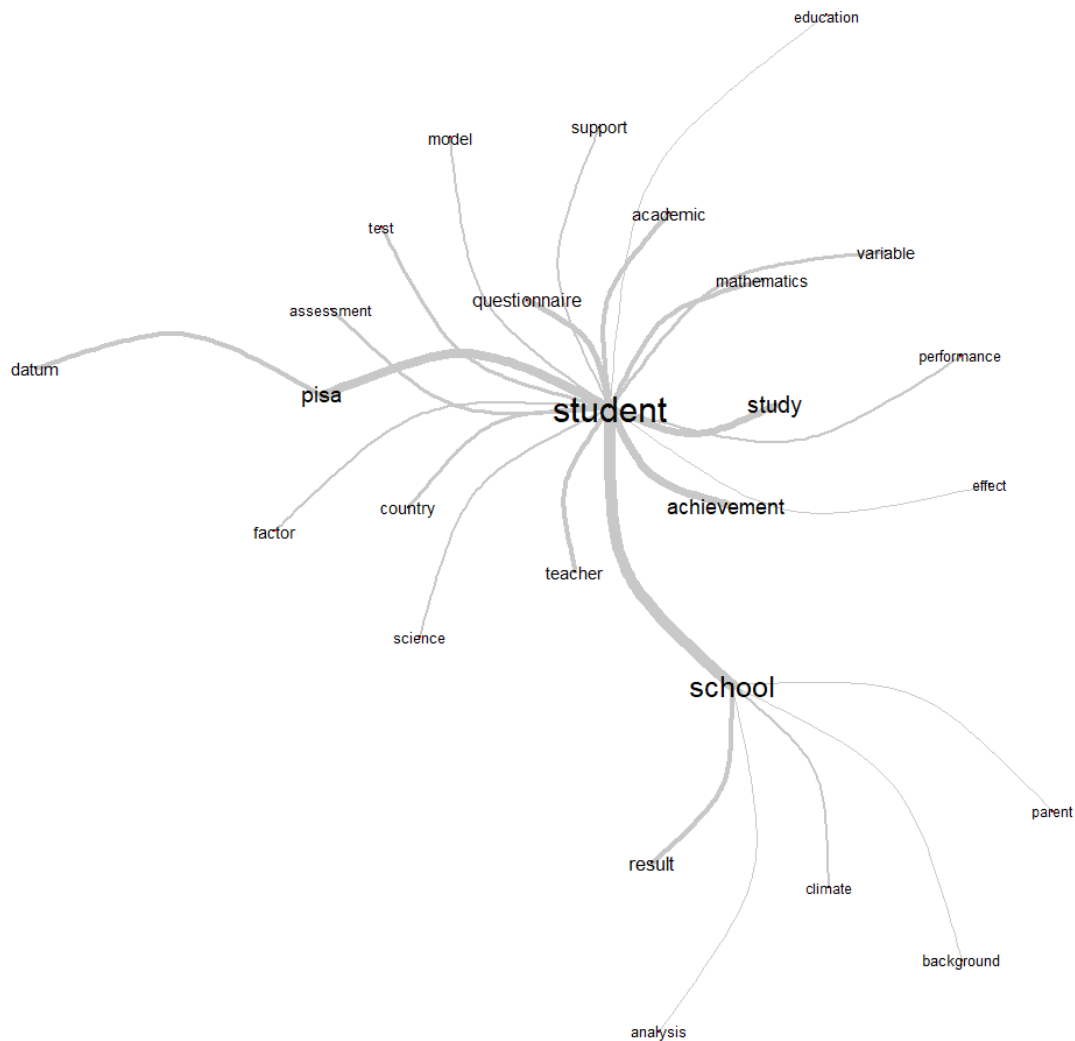 education
support
model
academic
test
variable
mathematics
questionnaire
assessment
performance
datum
pisa
student
study
effect
achievement
country
factor
teacher
science
school
parent
result
climate
background
analysis